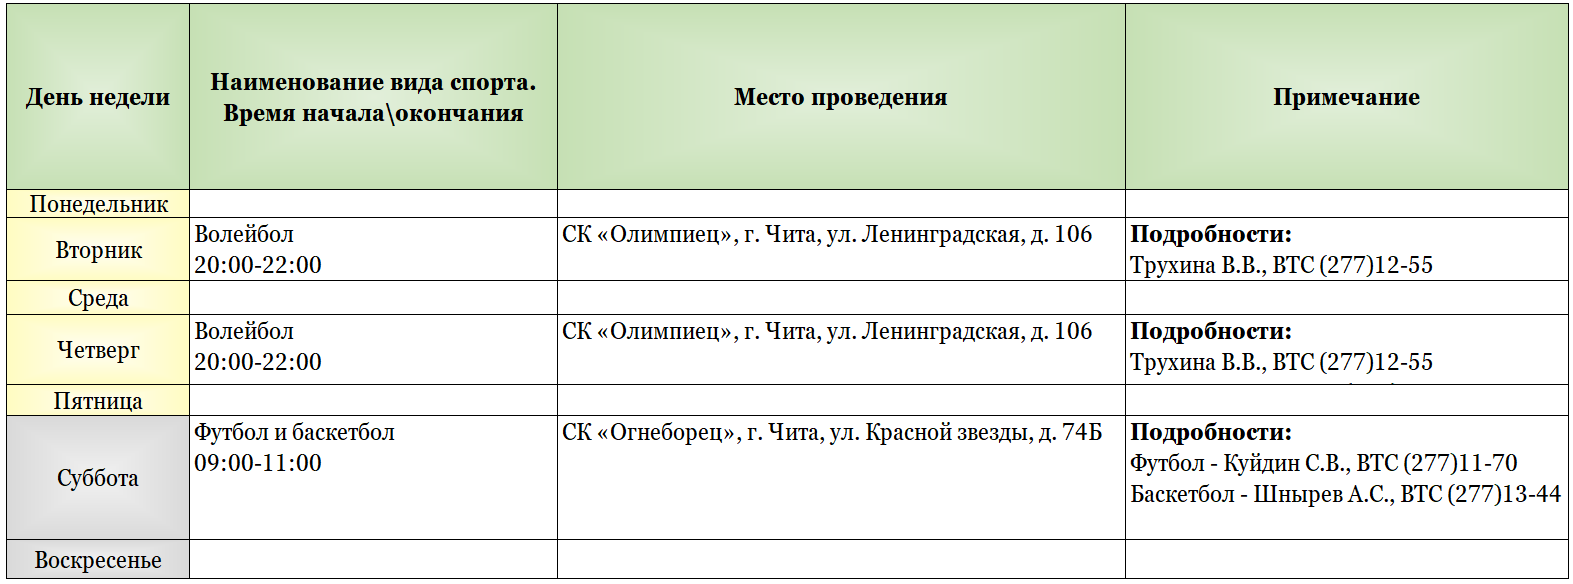 День недели
Наименование вида спорта.
Время начала\окончания
Место проведения
Примечание
Понедельник
Вторник
Волейбол
20:00-22:00
СК «Олимпиец», г. Чита, ул. Ленинградская, д. 106
Подробности:
Трухина В.В., ВТС (277)12-55
Среда
Четверг
Волейбол
20:00-22:00
СК «Олимпиец», г. Чита, ул. Ленинградская, д. 106
Подробности:
Трухина В.В., ВТС (277)12-55
Пятница
Суббота
Футбол и баскетбол
09:00-11:00
СК «Огнеборец», г. Чита, ул. Красной звезды, д. 74Б
Подробности:
Футбол - Куйдин С.В., ВТС (277)11-70
Баскетбол - Шнырев А.С., ВТС (277)13-44
Воскресенье